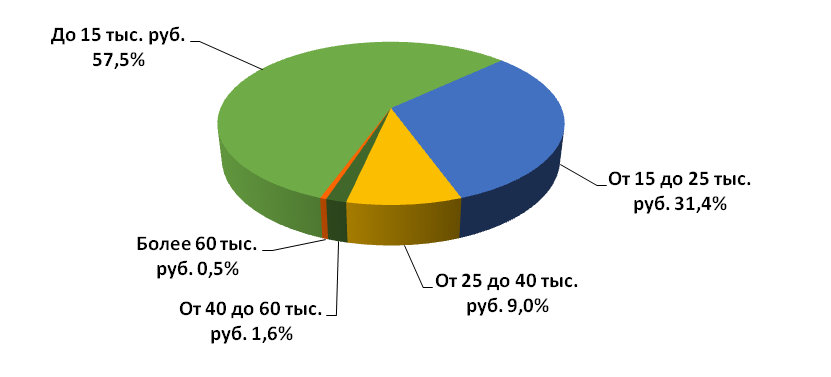 До 15 тыс. руб.
57,5%
От 15 до 25 тыс.
руб. 31,4%
Более 60 тыс.
руб. 0,5%
От 25 до 40 тыс.
руб. 9,0%
От 40 до 60 тыс.
руб. 1,6%